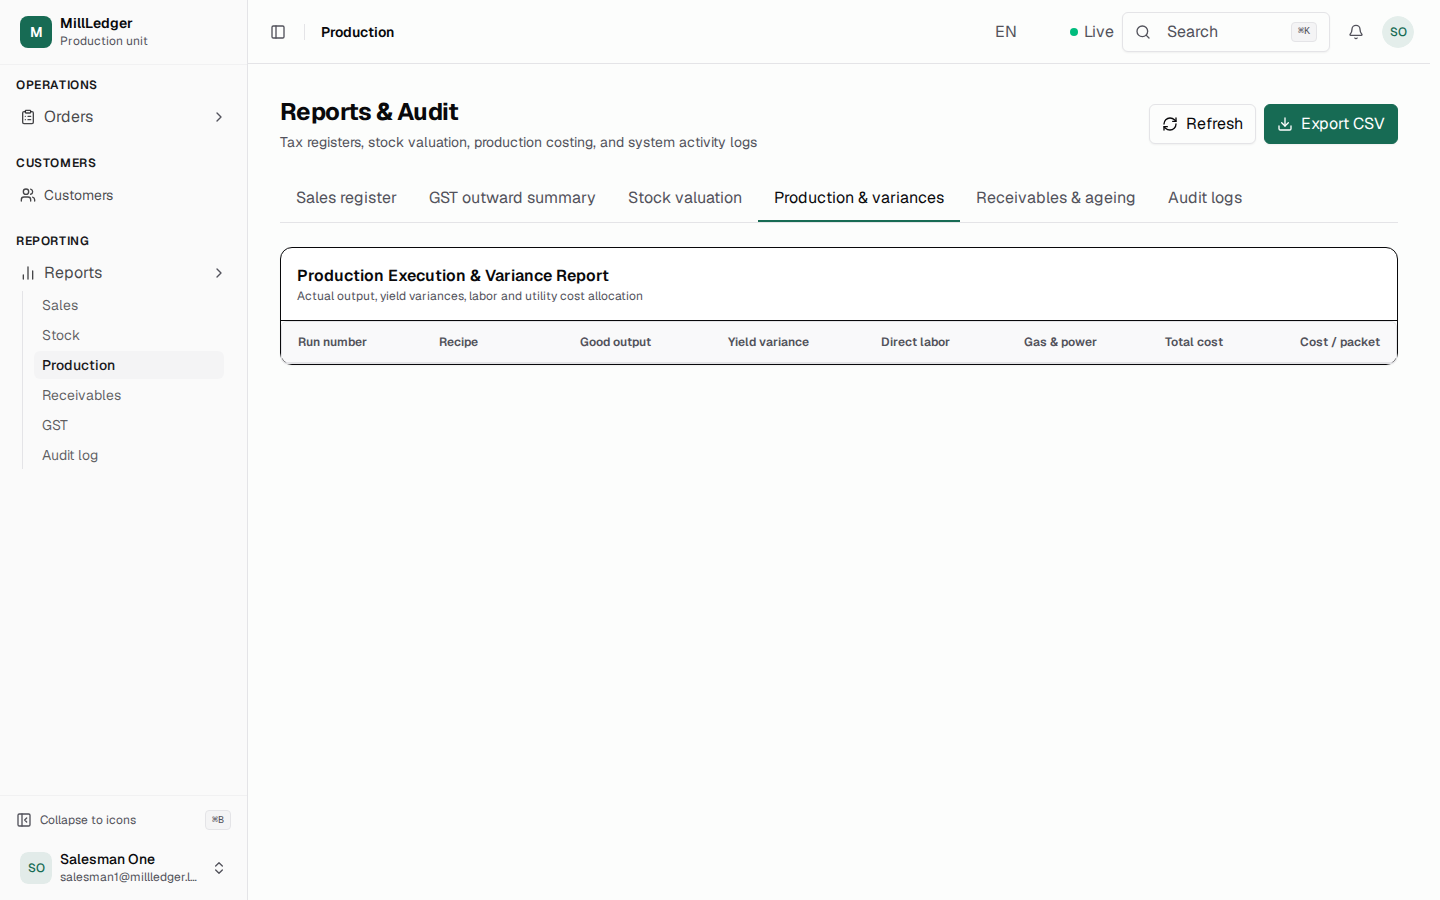 M
MillLedger
Production unit
OPERATIONS
Orders
CUSTOMERS
Customers
REPORTING
Reports
Sales
Stock
Production
Receivables
GST
Audit log
Collapse to icons
⌘B
SO
Salesman One
salesman1@millledger.l...
Production
EN
Live
Search
⌘K
SO
Reports & Audit
Tax registers, stock valuation, production costing, and system activity logs
Refresh
Export CSV
Sales register GST outward summary Stock valuation Production & variances Receivables & ageing Audit logs
Production Execution & Variance Report
Actual output, yield variances, labor and utility cost allocation
Run number Recipe Good output Yield variance Direct labor Gas & power Total cost Cost / packet